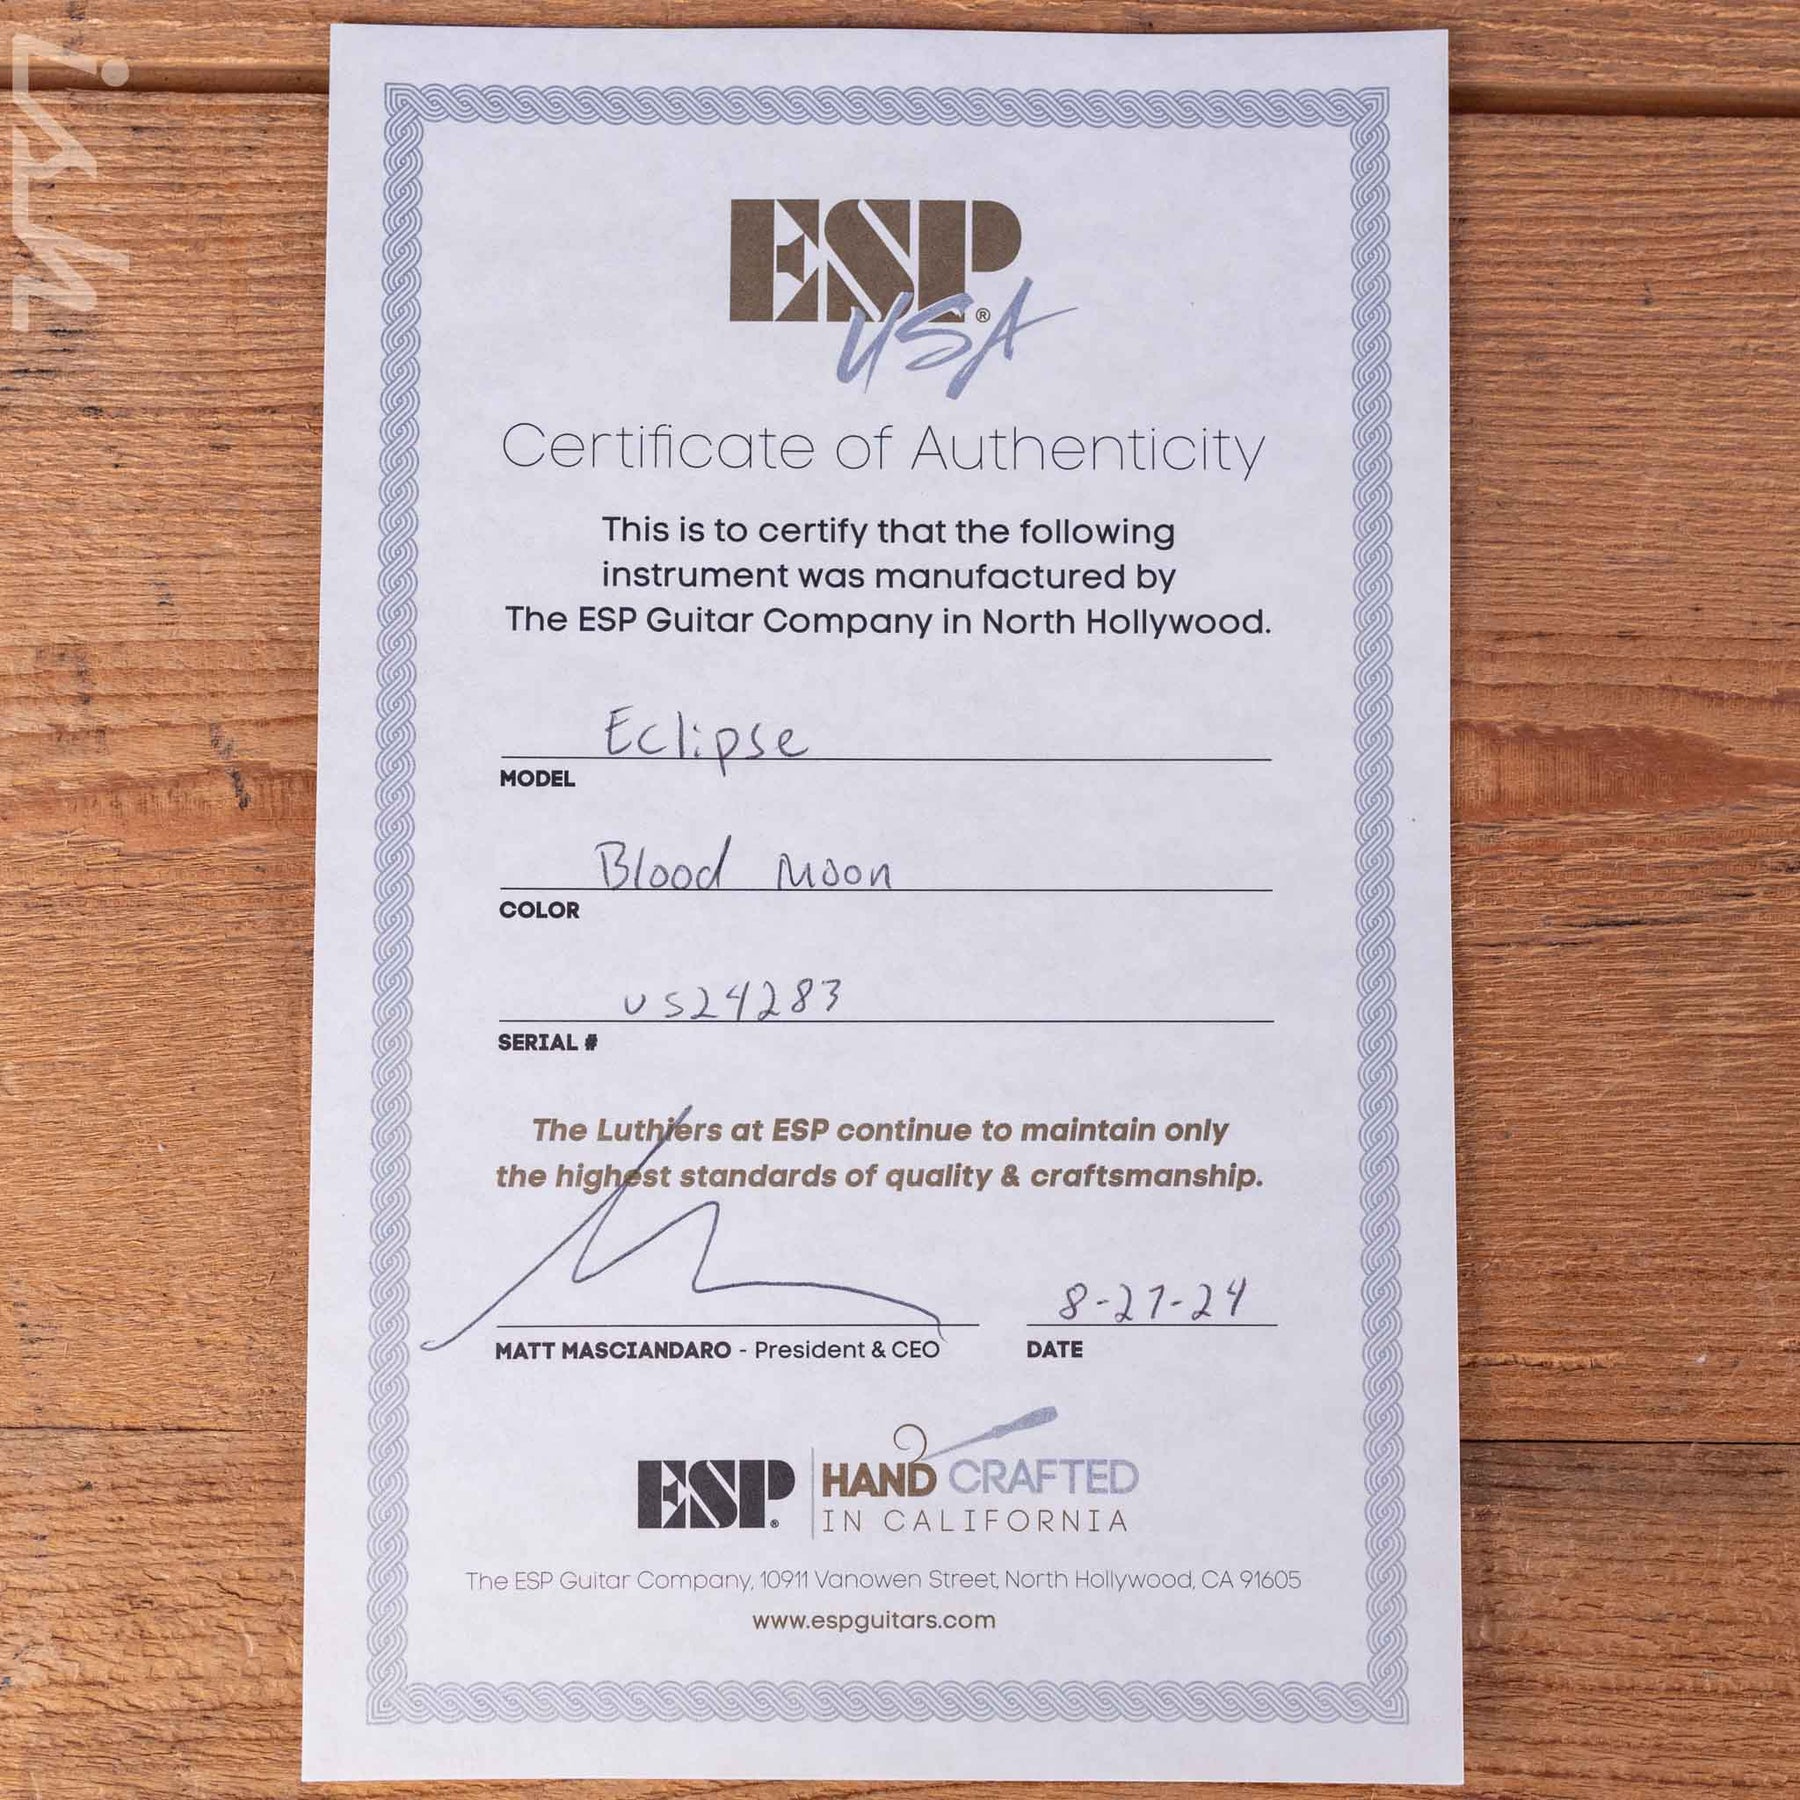 ESP®
USA
Certificate of Authenticity
This is to certify that the following
instrument was manufactured by
The ESP Guitar Company in North Hollywood.
Eclipse
MODEL
Blood Moon
COLOR
US24283
SERIAL #
The Luthiers at ESP continue to maintain only
the highest standards of quality & craftsmanship.
8-27-24
MATT MASCIANDARO - President & CEO
DATE
ESP®
HAND CRAFTED
IN CALIFORNIA
The ESP Guitar Company, 10911 Vanowen Street, North Hollywood, CA 91605
www.espguitars.com